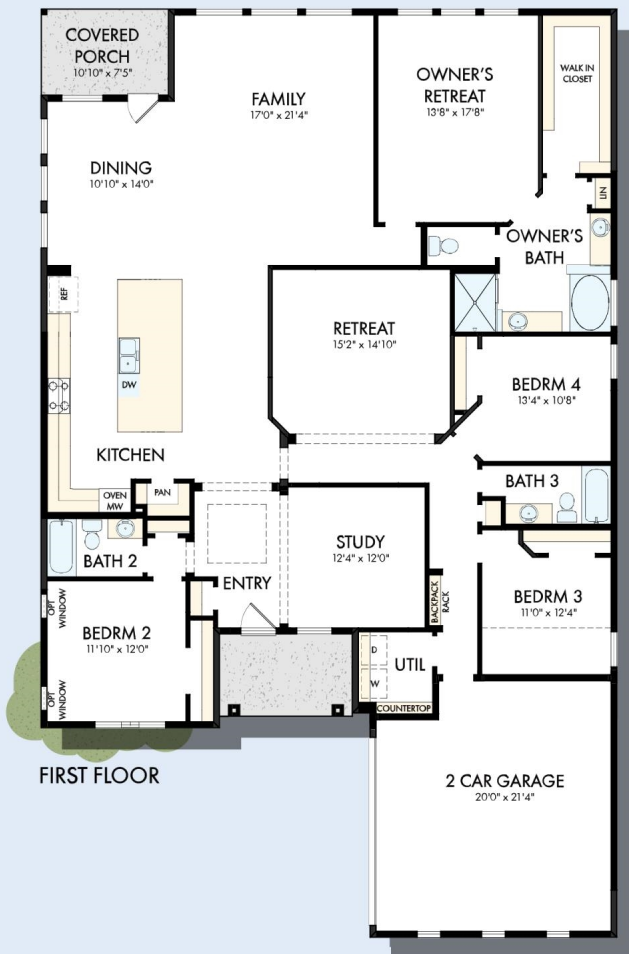 COVERED
PORCH
10'10" x 7'5"
FAMILY
17'0" x 21'4"
OWNER'S
RETREAT
13'8" x 17'8"
WALK IN
CLOSET
DINING
10'10" x 14'0"
LIN
OWNER'S
BATH
REF
RETREAT
15'2" x 14'10"
DW
BEDRM 4
13'4" x 10'8"
KITCHEN
OVEN
MW
PAN
BATH 3
BATH 2
STUDY
12'4" x 12'0"
ENTRY
BACKPACK
RACK
BEDRM 3
11'0" x 12'4"
OPT
WINDOW
BEDRM 2
11'10" x 12'0"
OPT
WINDOW
D
UTIL
W
COUNTERTOP
FIRST FLOOR
2 CAR GARAGE
20'0" x 21'4"